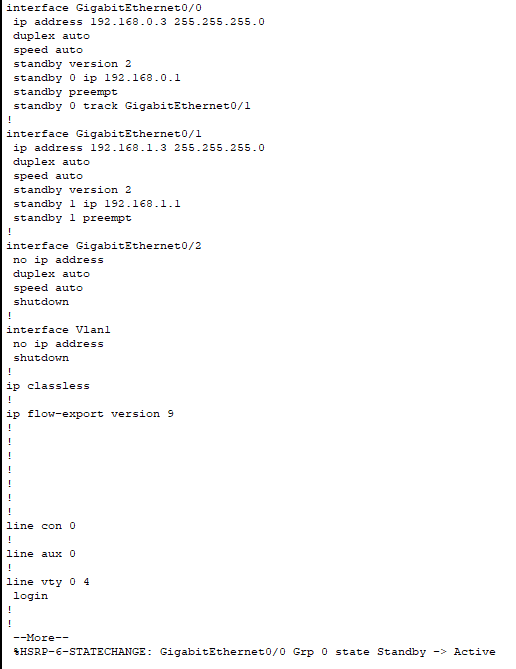 interface GigabitEthernet0/0
ip address 192.168.0.3 255.255.255.0
duplex auto
speed auto
standby version 2
standby 0 ip 192.168.0.1
standby preempt
standby 0 track GigabitEthernet0/1
!
interface GigabitEthernet0/1
ip address 192.168.1.3 255.255.255.0
duplex auto
speed auto
standby version 2
standby 1 ip 192.168.1.1
standby 1 preempt
!
interface GigabitEthernet0/2
no ip address
duplex auto
speed auto
shutdown
!
interface Vlan1
no ip address
shutdown
!
ip classless
!
ip flow-export version 9
!
!
!
!
!
!
!
line con 0
!
line aux 0
!
line vty 0 4
login
!
!
--More--
%HSRP-6-STATECHANGE: GigabitEthernet0/0 Grp 0 state Standby -> Active